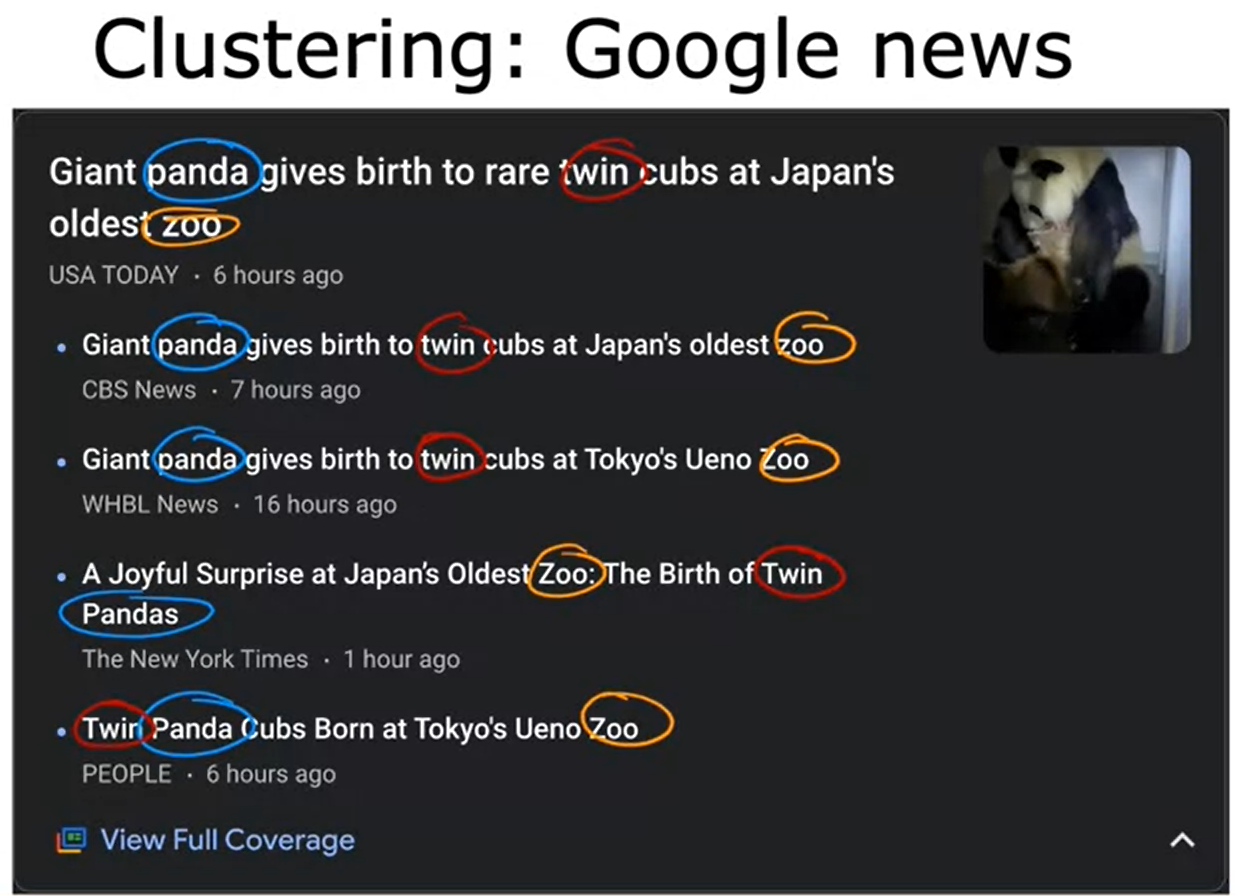 Clustering: Google news
Giant panda gives birth to rare twin cubs at Japan's
oldest zoo
USA TODAY · 6 hours ago
• Giant panda gives birth to twin cubs at Japan's oldest zoo
CBS News · 7 hours ago
• Giant panda gives birth to twin cubs at Tokyo's Ueno Zoo
WHBL News · 16 hours ago
• A Joyful Surprise at Japan’s Oldest Zoo: The Birth of Twin
Pandas
The New York Times · 1 hour ago
• Twin Panda Cubs Born at Tokyo's Ueno Zoo
PEOPLE · 6 hours ago
View Full Coverage